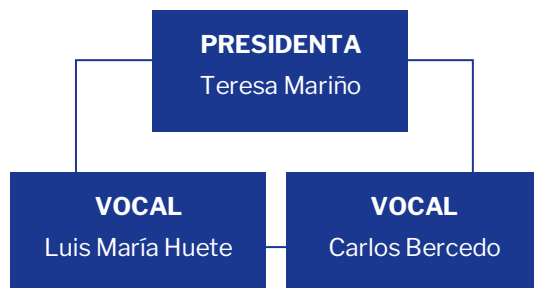 PRESIDENTA
Teresa Mariño
VOCAL
Luis María Huete
VOCAL
Carlos Bercedo